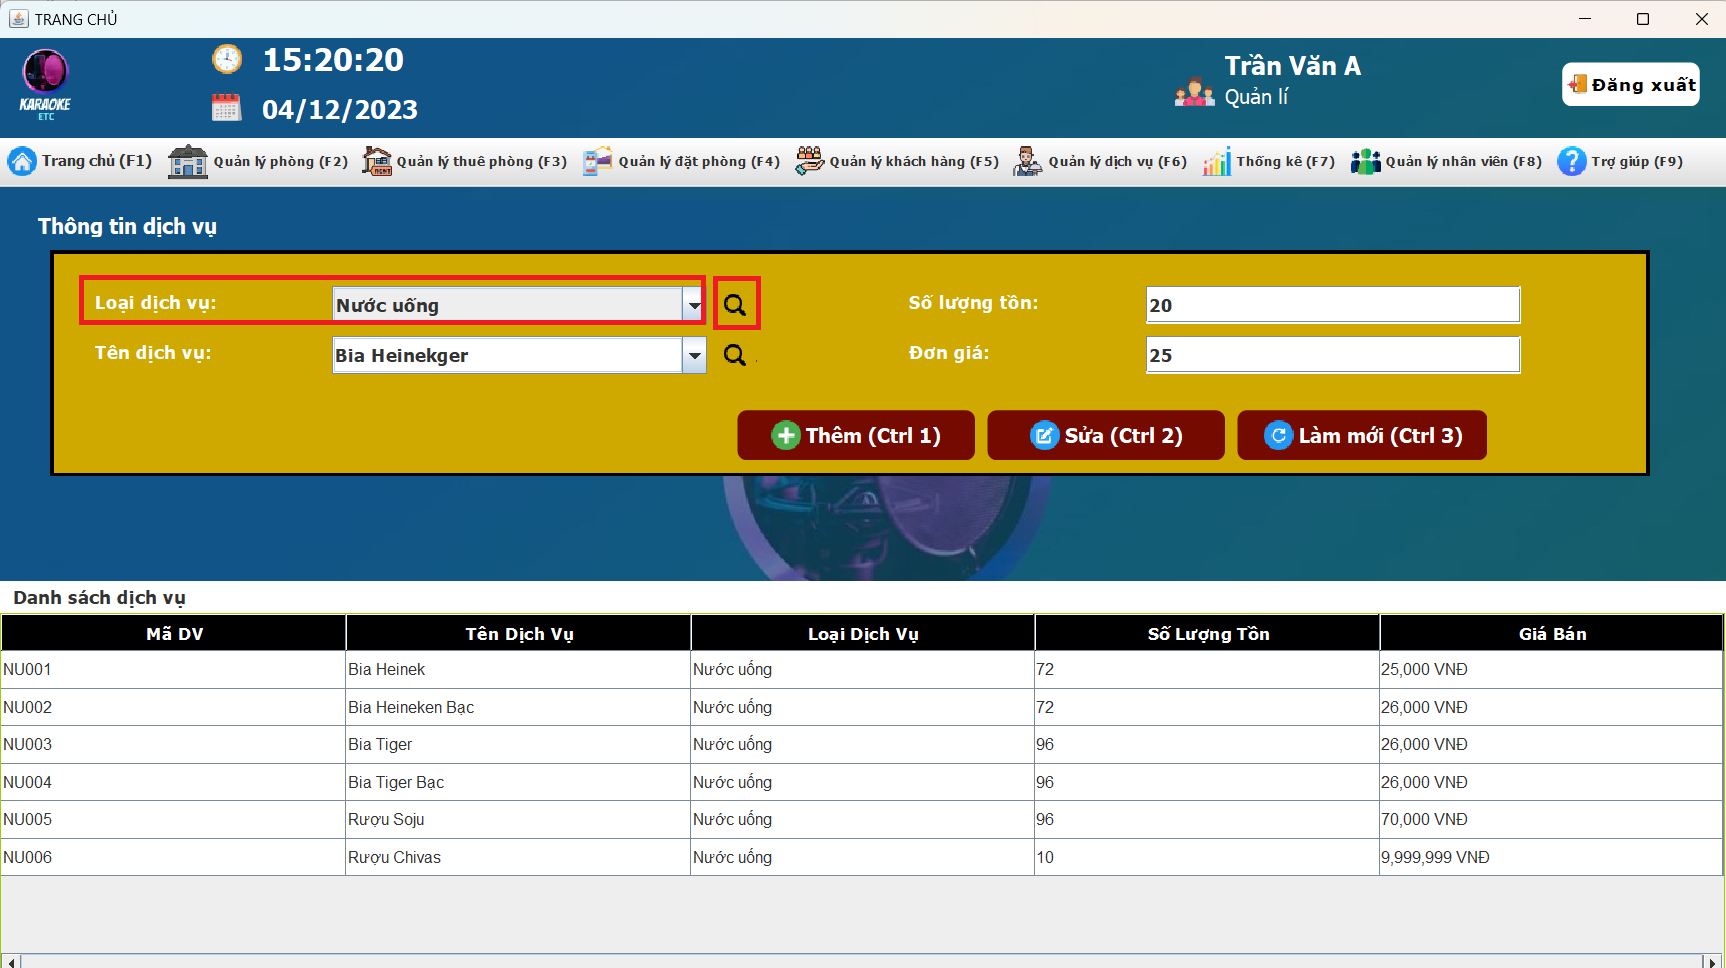 TRANG CHỦ
KARAOKE
ETC
15:20:20
04/12/2023
Trần Văn A
Quản lí
Đăng xuất
Trang chủ (F1) Quản lý phòng (F2) Quản lý thuê phòng (F3) Quản lý đặt phòng (F4) Quản lý khách hàng (F5) Quản lý dịch vụ (F6) Thống kê (F7) Quản lý nhân viên (F8) Trợ giúp (F9)
Thông tin dịch vụ
Loại dịch vụ: Nước uống Số lượng tồn: 20
Tên dịch vụ: Bia Heinekger Đơn giá: 25
Thêm (Ctrl 1) Sửa (Ctrl 2) Làm mới (Ctrl 3)
Danh sách dịch vụ
Mã DV Tên Dịch Vụ Loại Dịch Vụ Số Lượng Tồn Giá Bán
NU001 Bia Heinek Nước uống 72 25,000 VNĐ
NU002 Bia Heineken Bạc Nước uống 72 26,000 VNĐ
NU003 Bia Tiger Nước uống 96 26,000 VNĐ
NU004 Bia Tiger Bạc Nước uống 96 26,000 VNĐ
NU005 Rượu Soju Nước uống 96 70,000 VNĐ
NU006 Rượu Chivas Nước uống 10 9,999,999 VNĐ